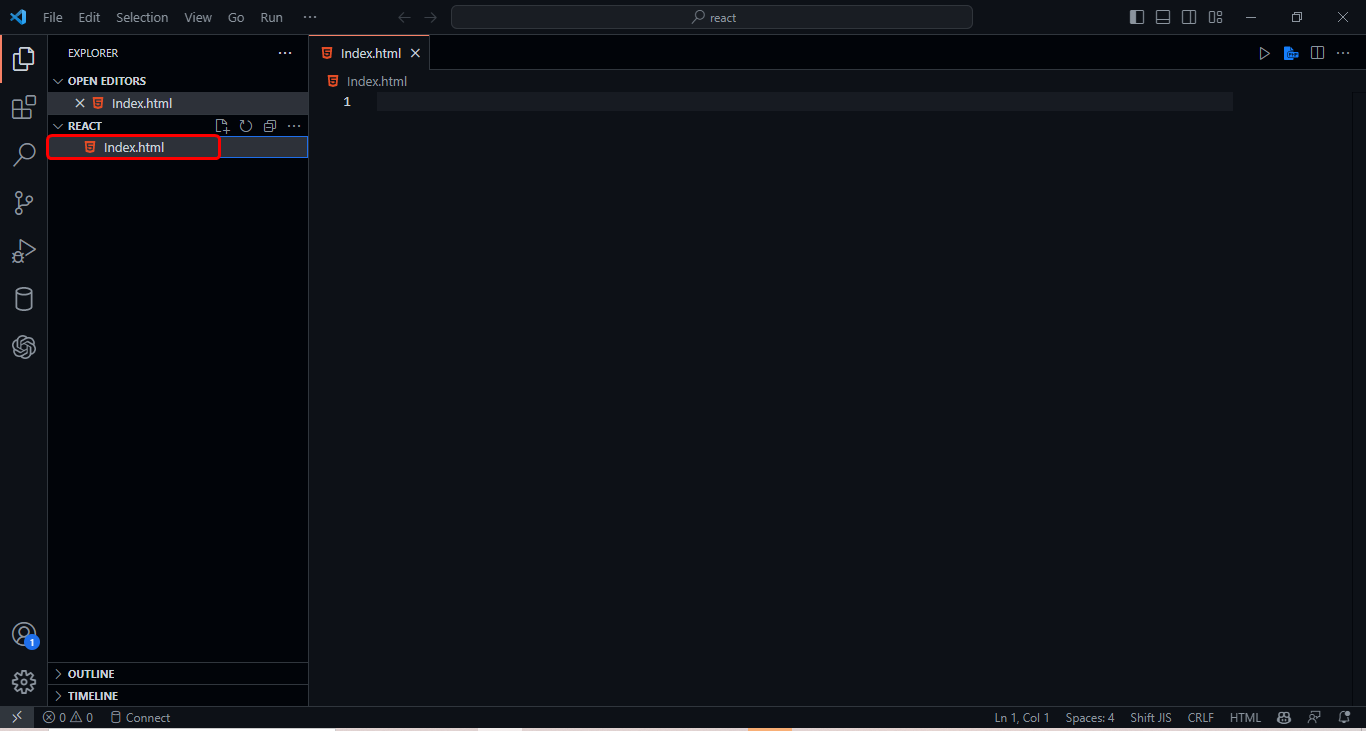 File Edit Selection View Go Run ···
react
EXPLORER
OPEN EDITORS
Index.html
REACT
Index.html
OUTLINE
TIMELINE
Index.html
Index.html
1
1
0 0 Connect
Ln 1, Col 1 Spaces: 4 Shift JIS CRLF HTML